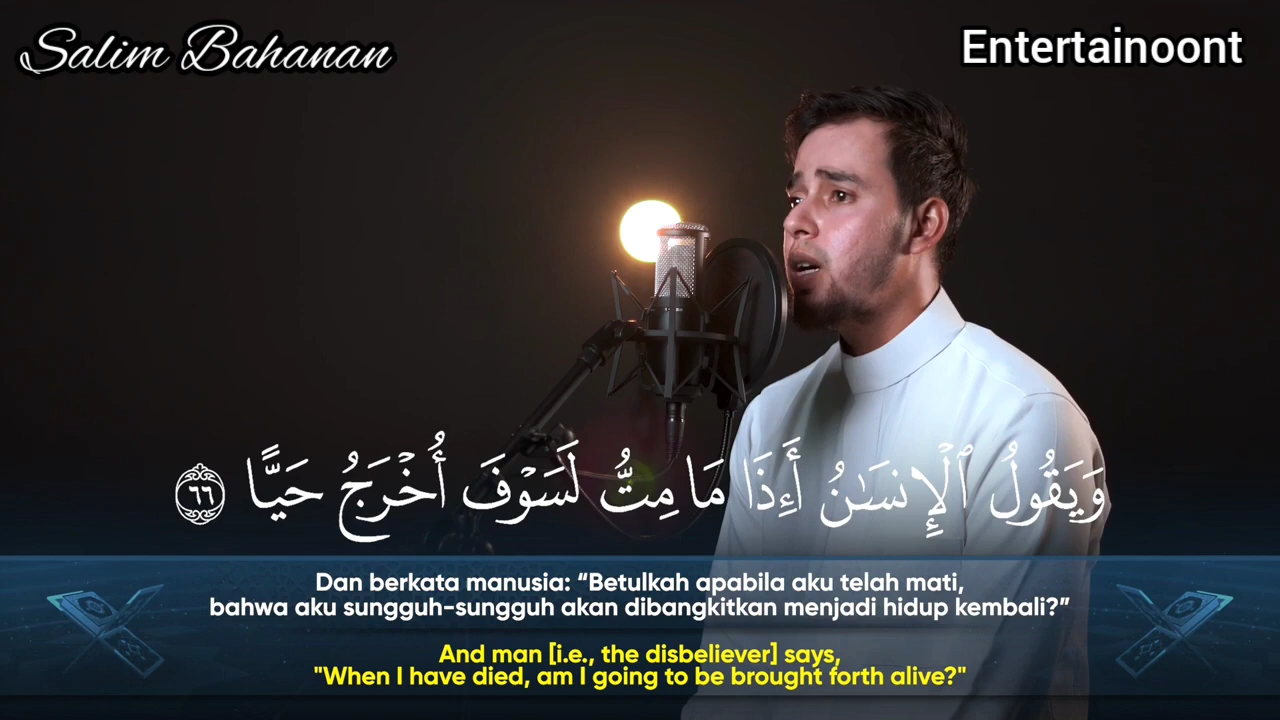 Salim Bahanan
Entertainoont
وَيَقُولُ ٱلْإِنسَـٰنُ أَءِذَا مَا مِتُّ لَسَوْفَ أُخْرَجُ حَيًّا ٦٦
Dan berkata manusia: “Betulkah apabila aku telah mati,
bahwa aku sungguh-sungguh akan dibangkitkan menjadi hidup kembali?”
And man [i.e., the disbeliever] says,
"When I have died, am I going to be brought forth alive?"